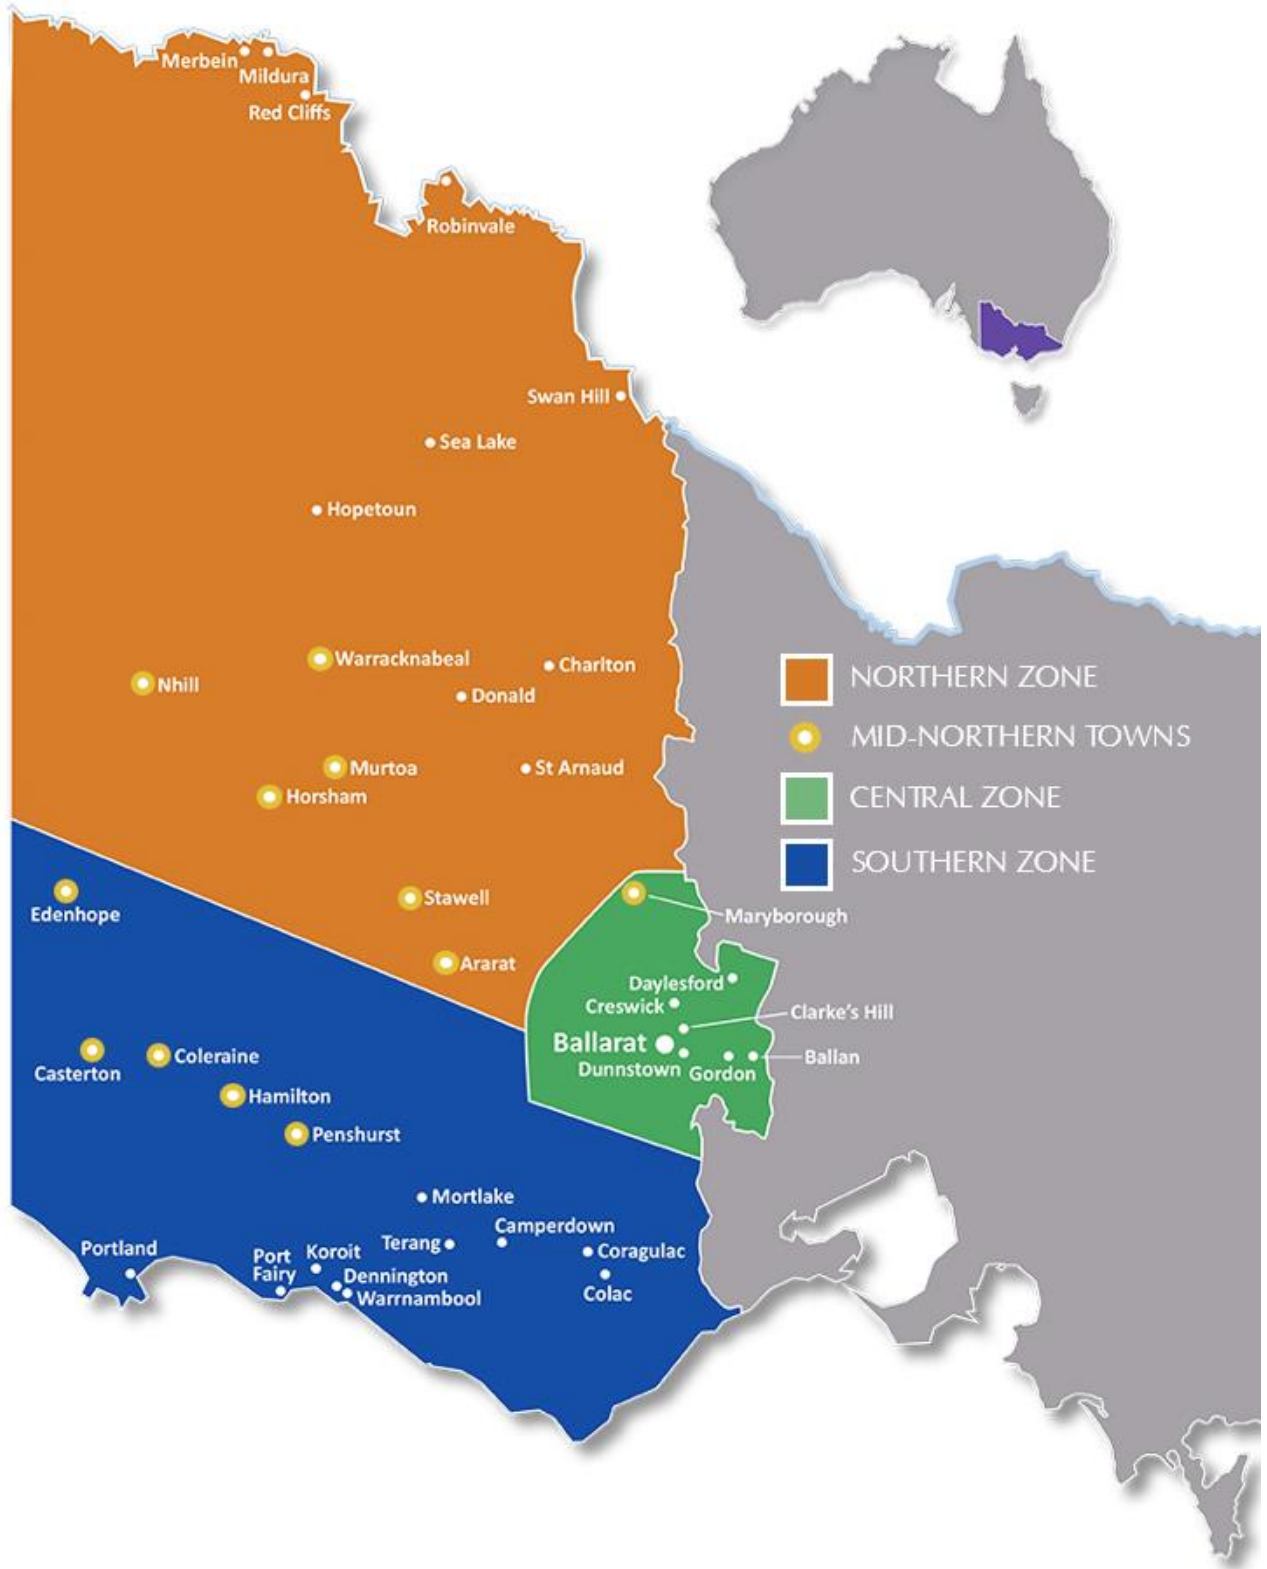 Merbein
Mildura
Red Cliffs
Robinvale
Swan Hill
Sea Lake
Hopetoun
Warracknabeal
Charlton
Nhill
Donald
NORTHERN ZONE
MID-NORTHERN TOWNS
Murtoa
St Arnaud
Horsham
CENTRAL ZONE
SOUTHERN ZONE
Stawell
Edenhope
Maryborough
Ararat
Daylesford
Creswick
Clarke's Hill
Ballarat
Dunnstown
Gordon
Ballan
Casterton
Coleraine
Hamilton
Penshurst
Mortlake
Camperdown
Terang
Coragulac
Portland
Port
Fairy
Koroit
Dennington
Warrnambool
Colac